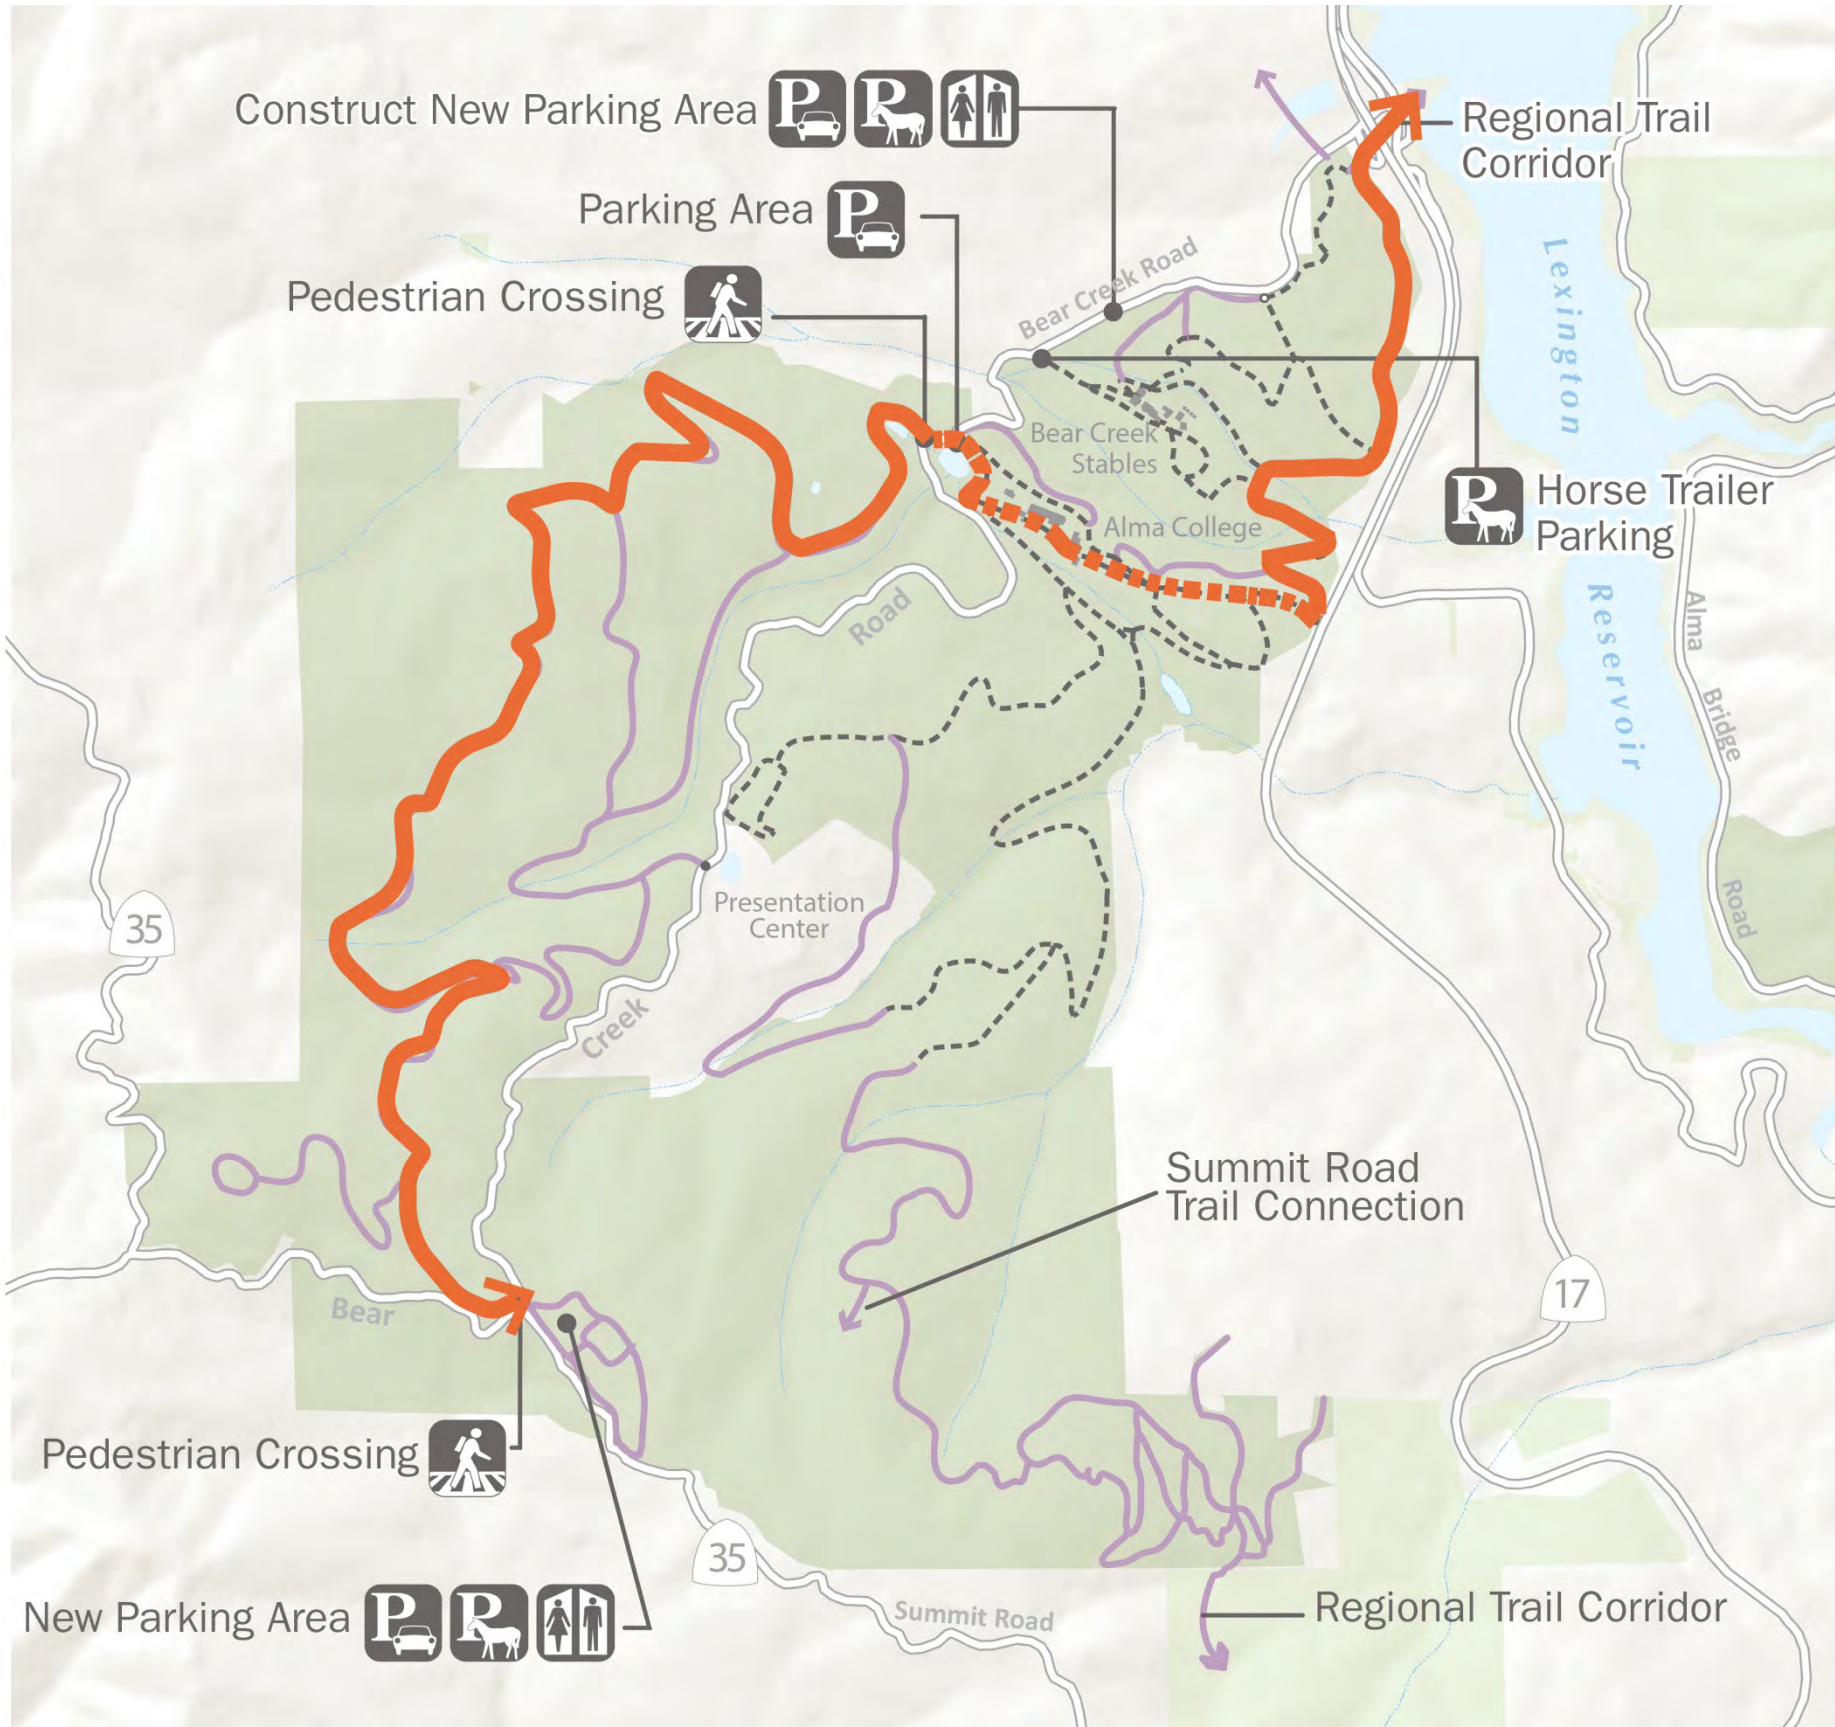 Construct New Parking Area P P
Regional Trail
Corridor
Parking Area P
Pedestrian Crossing
Bear Creek Road
Lexington
Bear Creek
Stables
Horse Trailer
Parking
P
Alma College
Road
Reservoir
Alma
Bridge
Road
35
Presentation
Center
Creek
Summit Road
Trail Connection
17
Bear
Pedestrian Crossing
35
New Parking Area P P
Summit Road
Regional Trail Corridor